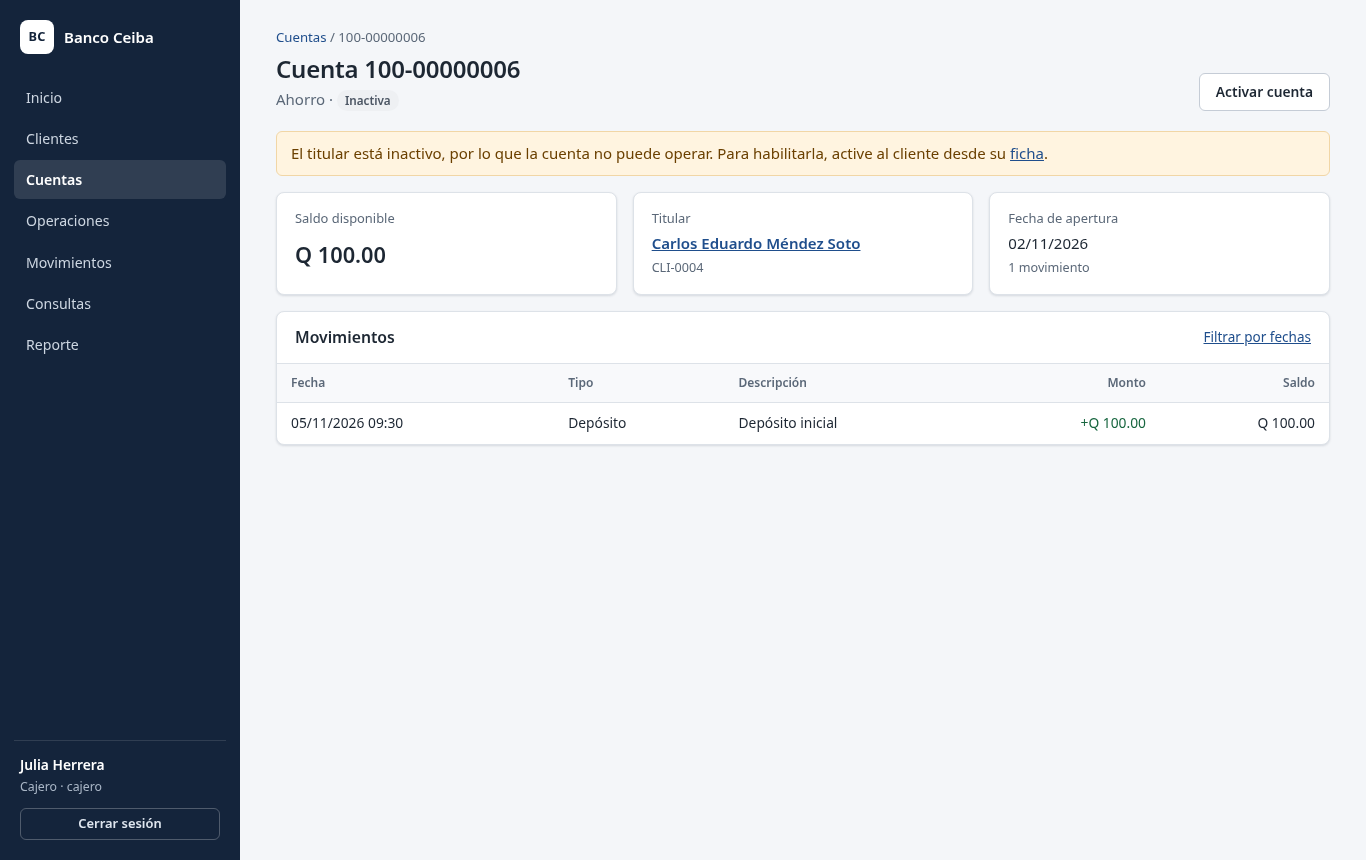 BC Banco Ceiba
Inicio
Clientes
Cuentas
Operaciones
Movimientos
Consultas
Reporte
Julia Herrera
Cajero · cajero
Cerrar sesión
Cuentas / 100-00000006
Cuenta 100-00000006
Ahorro · Inactiva
Activar cuenta
El titular está inactivo, por lo que la cuenta no puede operar. Para habilitarla, active al cliente desde su ficha.
Saldo disponible
Q 100.00
Titular
Carlos Eduardo Méndez Soto
CLI-0004
Fecha de apertura
02/11/2026
1 movimiento
Movimientos Filtrar por fechas
Fecha Tipo Descripción Monto Saldo
05/11/2026 09:30 Depósito Depósito inicial +Q 100.00 Q 100.00